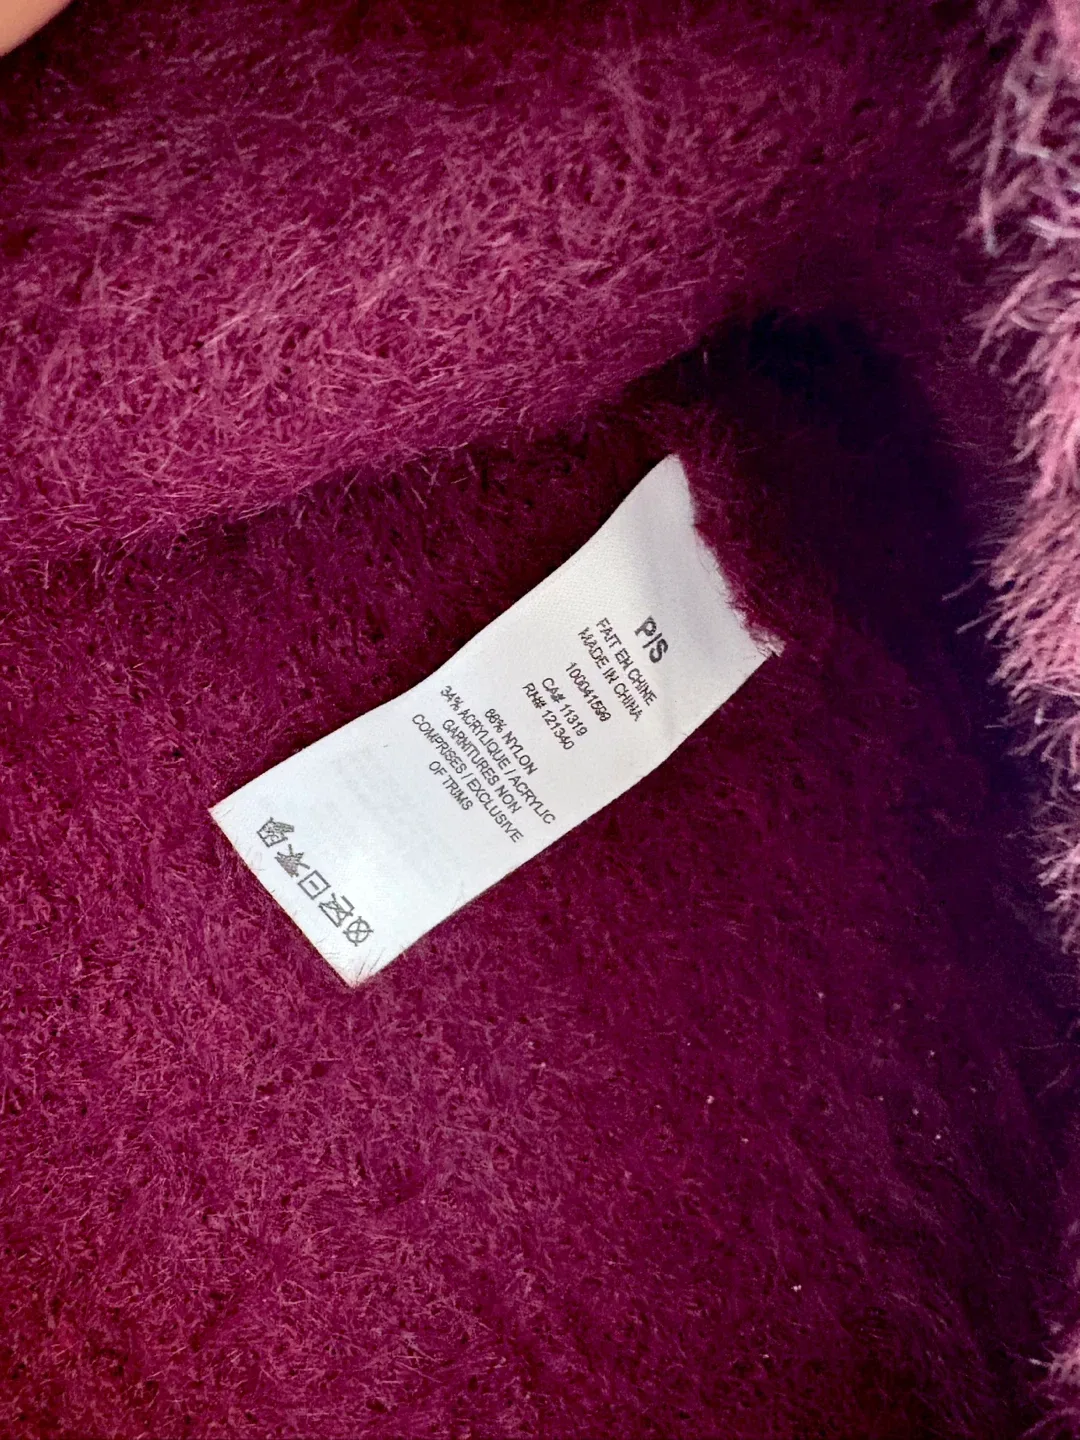 P/S
FAIT EN CHINE
MADE IN CHINA
100041599
CA# 11319
RN# 121340
66% NYLON
34% ACRYLIQUE / ACRYLIC
GARNITURES NON
COMPRISES / EXCLUSIVE
OF TRIMS